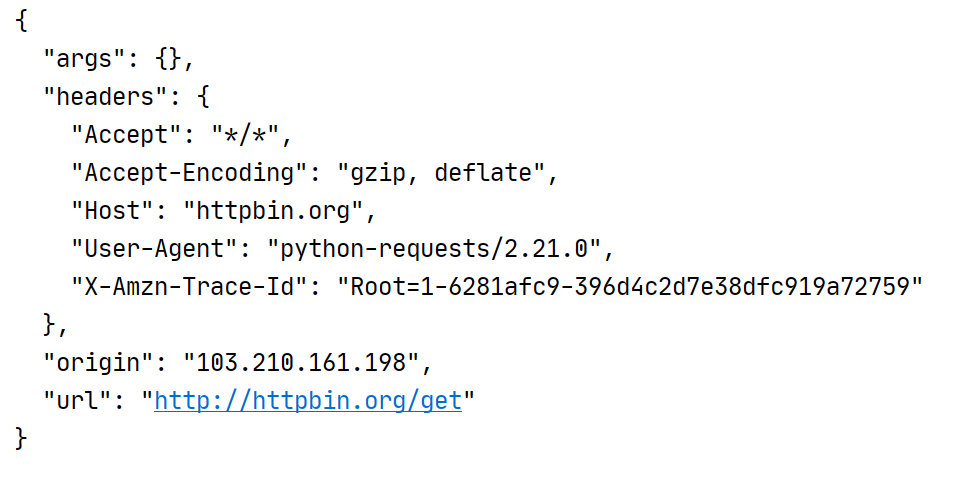 {
  "args": {},
  "headers": {
    "Accept": "*/*",
    "Accept-Encoding": "gzip, deflate",
    "Host": "httpbin.org",
    "User-Agent": "python-requests/2.21.0",
    "X-Amzn-Trace-Id": "Root=1-6281afc9-396d4c2d7e38dfc919a72759"
  },
  "origin": "103.210.161.198",
  "url": "http://httpbin.org/get"
}